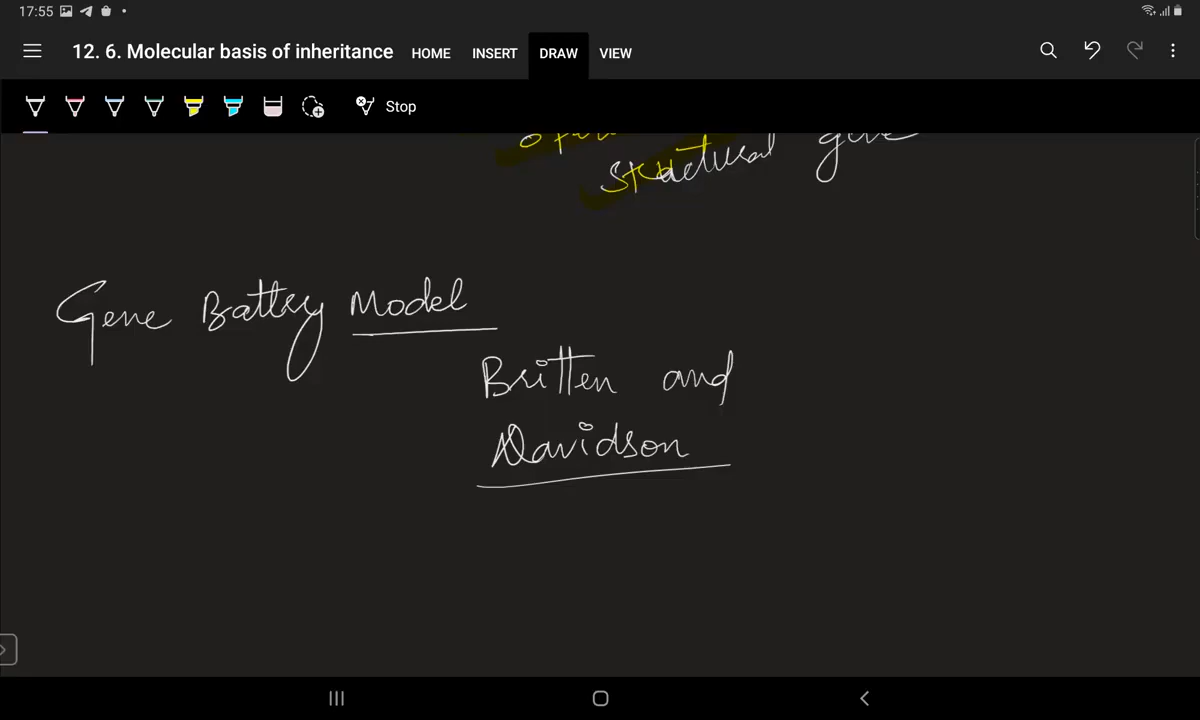 17:55
12. 6. Molecular basis of inheritance HOME INSERT DRAW VIEW
Stop
structural gene
Gene Battery Model
Britten and
Davidson